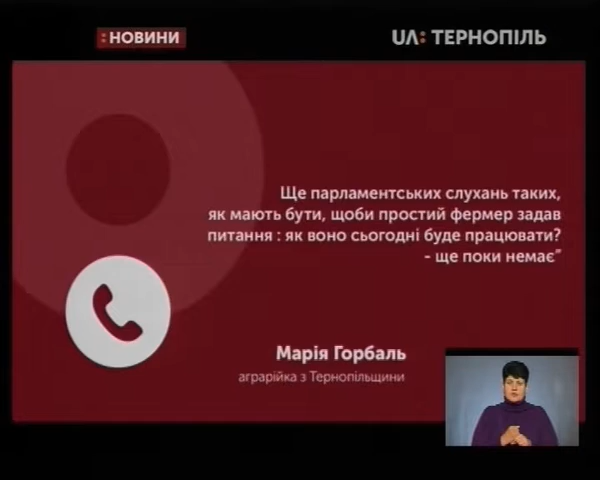 :НОВИНИ
UA: ТЕРНОПІЛЬ
Ще парламентських слухань таких,
як мають бути, щоби простий фермер задав
питання : як воно сьогодні буде працювати?
- ще поки немає"
Марія Горбаль
аграрійка з Тернопільщини